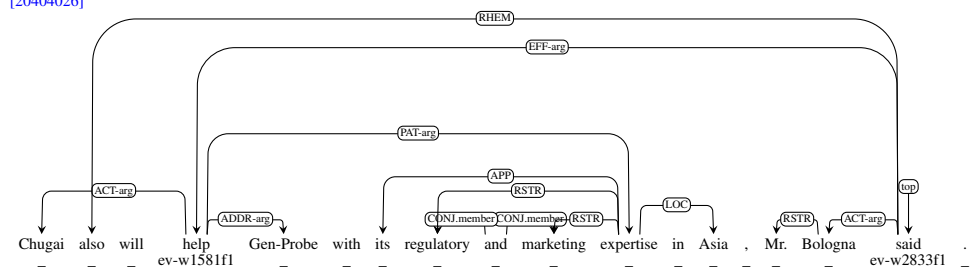 [20404026]
RHEM
EFF-arg
PAT-arg
APP
ACT-arg RSTR top
LOC
ADDR-arg CONJ.member CONJ.member RSTR RSTR ACT-arg
Chugai also will help Gen-Probe with its regulatory and marketing expertise in Asia , Mr. Bologna said .
_ _ _ ev-w1581f1 _ _ _ _ _ _ _ _ _ _ _ _ ev-w2833f1 _